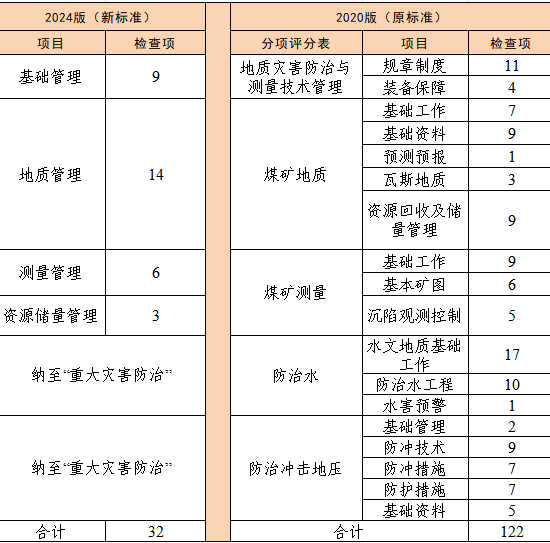 2024版（新标准） 2020版（原标准）
项目 检查项 分项评分表 项目 检查项
基础管理 9 地质灾害防治与测量技术管理 规章制度 11
装备保障 4
地质管理 14 煤矿地质 基础工作 7
基础资料 9
预测预报 1
瓦斯地质 3
资源回收及储量管理 9
测量管理 6 煤矿测量 基础工作 9
基本矿图 6
资源储量管理 3 沉陷观测控制 5
纳至“重大灾害防治” 防治水 水文地质基础工作 17
防治水工程 10
水害预警 1
纳至“重大灾害防治” 防治冲击地压 基础管理 2
防冲技术 9
防冲措施 7
防护措施 7
基础资料 5
合计 32 合计 122